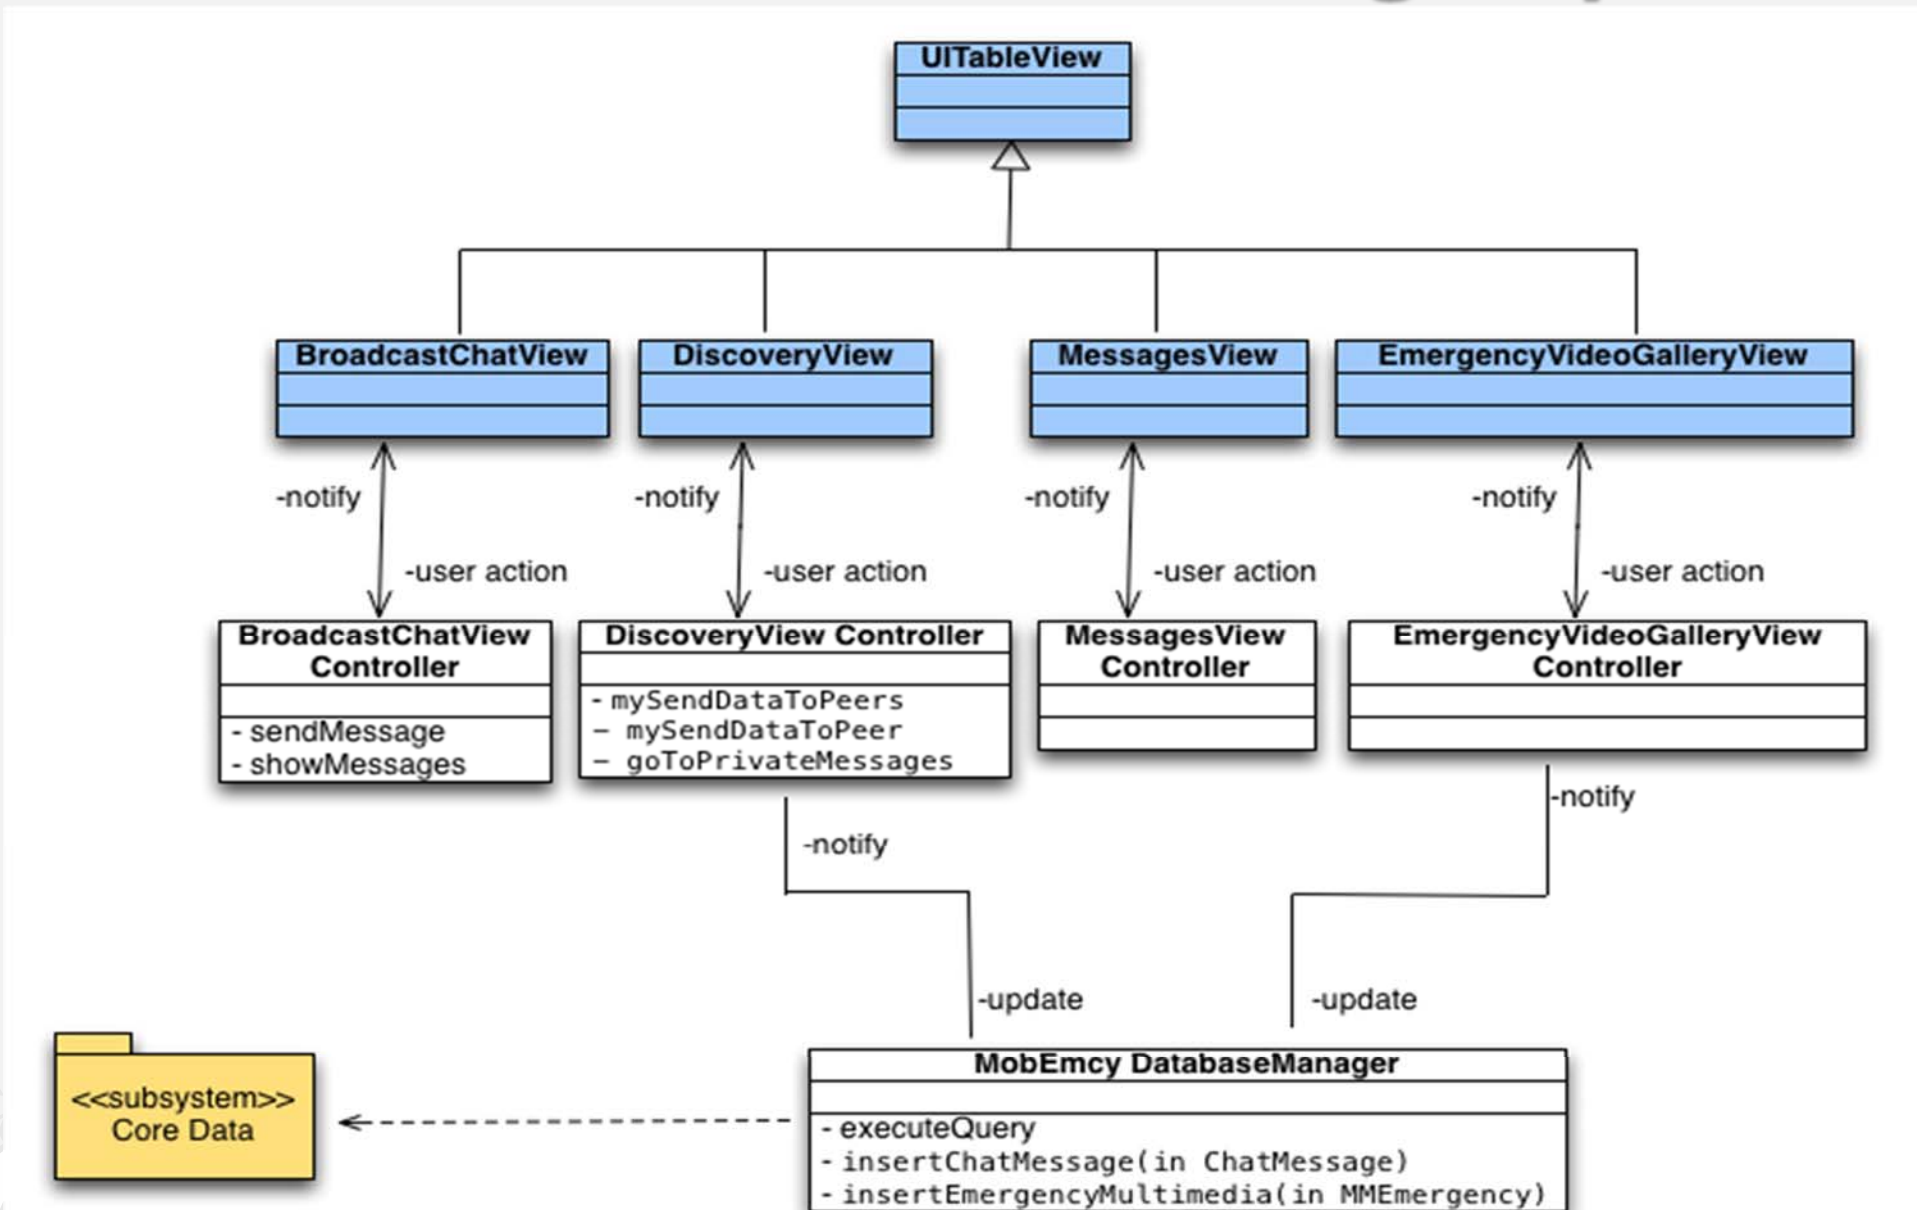 UITableView
BroadcastChatView
DiscoveryView
MessagesView
EmergencyVideoGalleryView
-notify
-notify
-notify
-notify
-user action
-user action
-user action
-user action
BroadcastChatView
Controller
- sendMessage
- showMessages
DiscoveryView Controller
- mySendDataToPeers
– mySendDataToPeer
– goToPrivateMessages
MessagesView
Controller
EmergencyVideoGalleryView
Controller
-notify
-notify
-update
-update
<<subsystem>>
Core Data
MobEmcy DatabaseManager
- executeQuery
- insertChatMessage(in ChatMessage)
- insertEmergencyMultimedia(in MMEmergency)